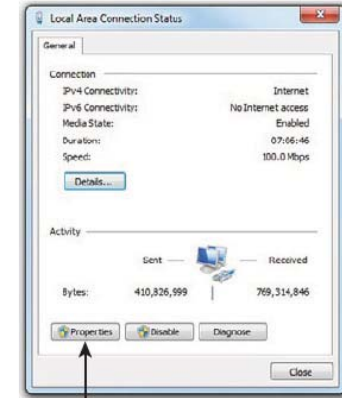 Local Area Connection Status
General
Connection
IPv4 Connectivity: Internet
IPv6 Connectivity: No Internet access
Media State: Enabled
Duration: 07:06:46
Speed: 100.0 Mbps
Details...
Activity
Sent — Received
Bytes: 410,826,999 | 769,314,846
Properties Disable Diagnose
Close